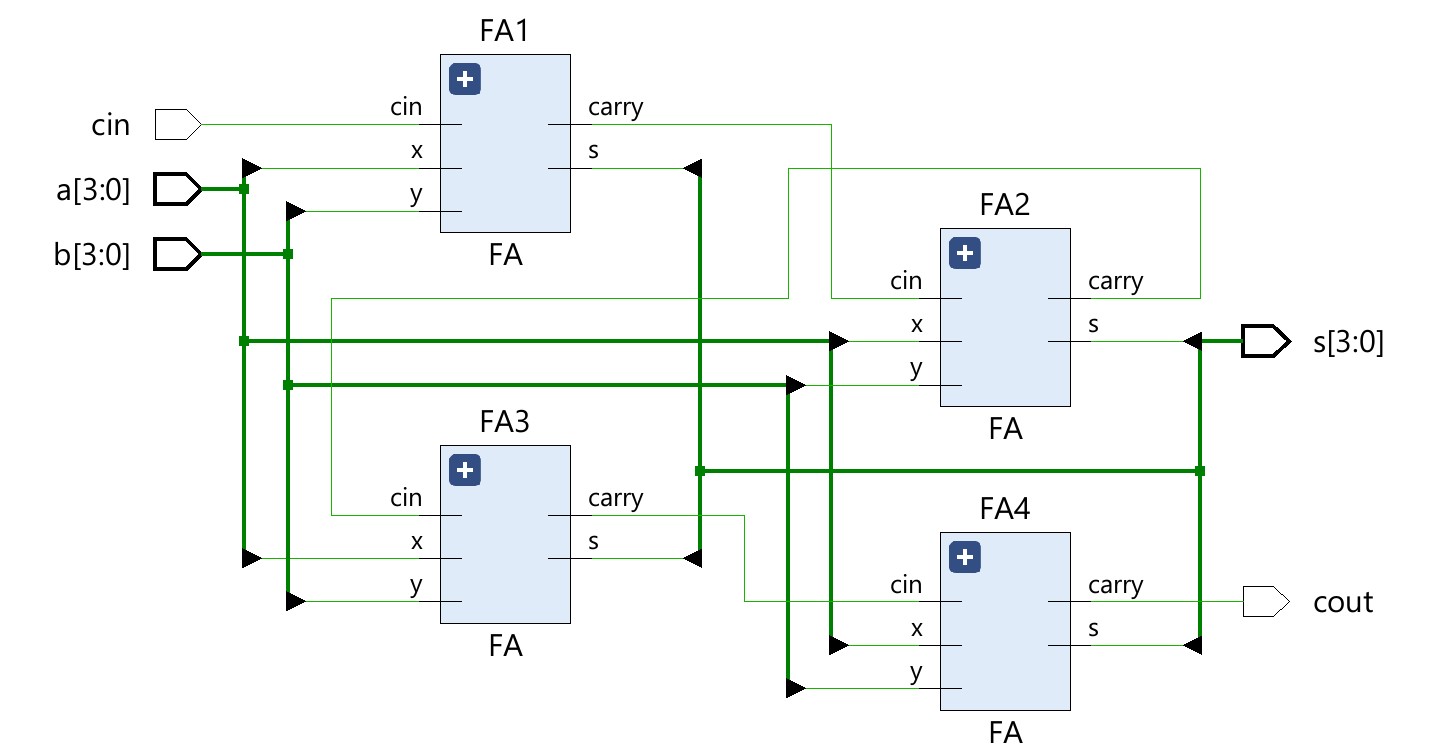 FA1
cin
carry
x
s
y
FA
cin
a[3:0]
b[3:0]
FA2
cin
carry
x
s
y
FA
s[3:0]
FA3
cin
carry
x
s
y
FA
FA4
cin
carry
x
s
y
FA
cout